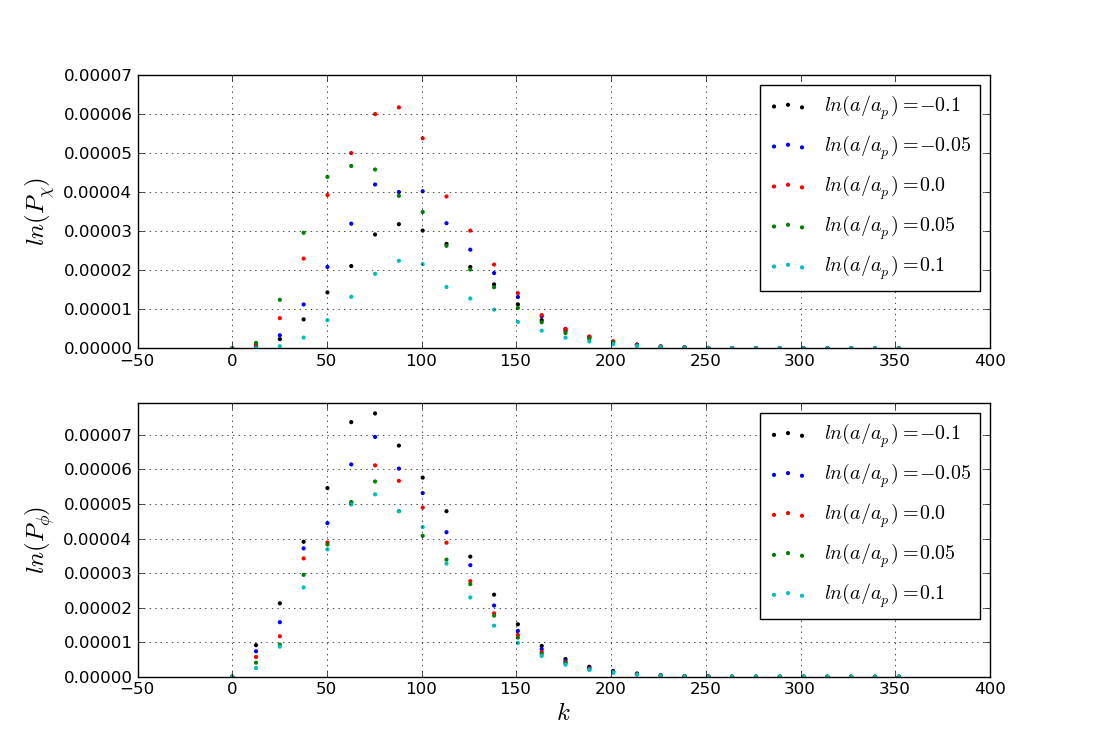 0.00007
0.00006
0.00005
0.00004
0.00003
0.00002
0.00001
0.00000
ln(P_χ)
−50 0 50 100 150 200 250 300 350 400
ln(a/a_p)=−0.1
ln(a/a_p)=−0.05
ln(a/a_p)=0.0
ln(a/a_p)=0.05
ln(a/a_p)=0.1
0.00007
0.00006
0.00005
0.00004
0.00003
0.00002
0.00001
0.00000
ln(P_ϕ)
−50 0 50 100 150 200 250 300 350 400
k
ln(a/a_p)=−0.1
ln(a/a_p)=−0.05
ln(a/a_p)=0.0
ln(a/a_p)=0.05
ln(a/a_p)=0.1